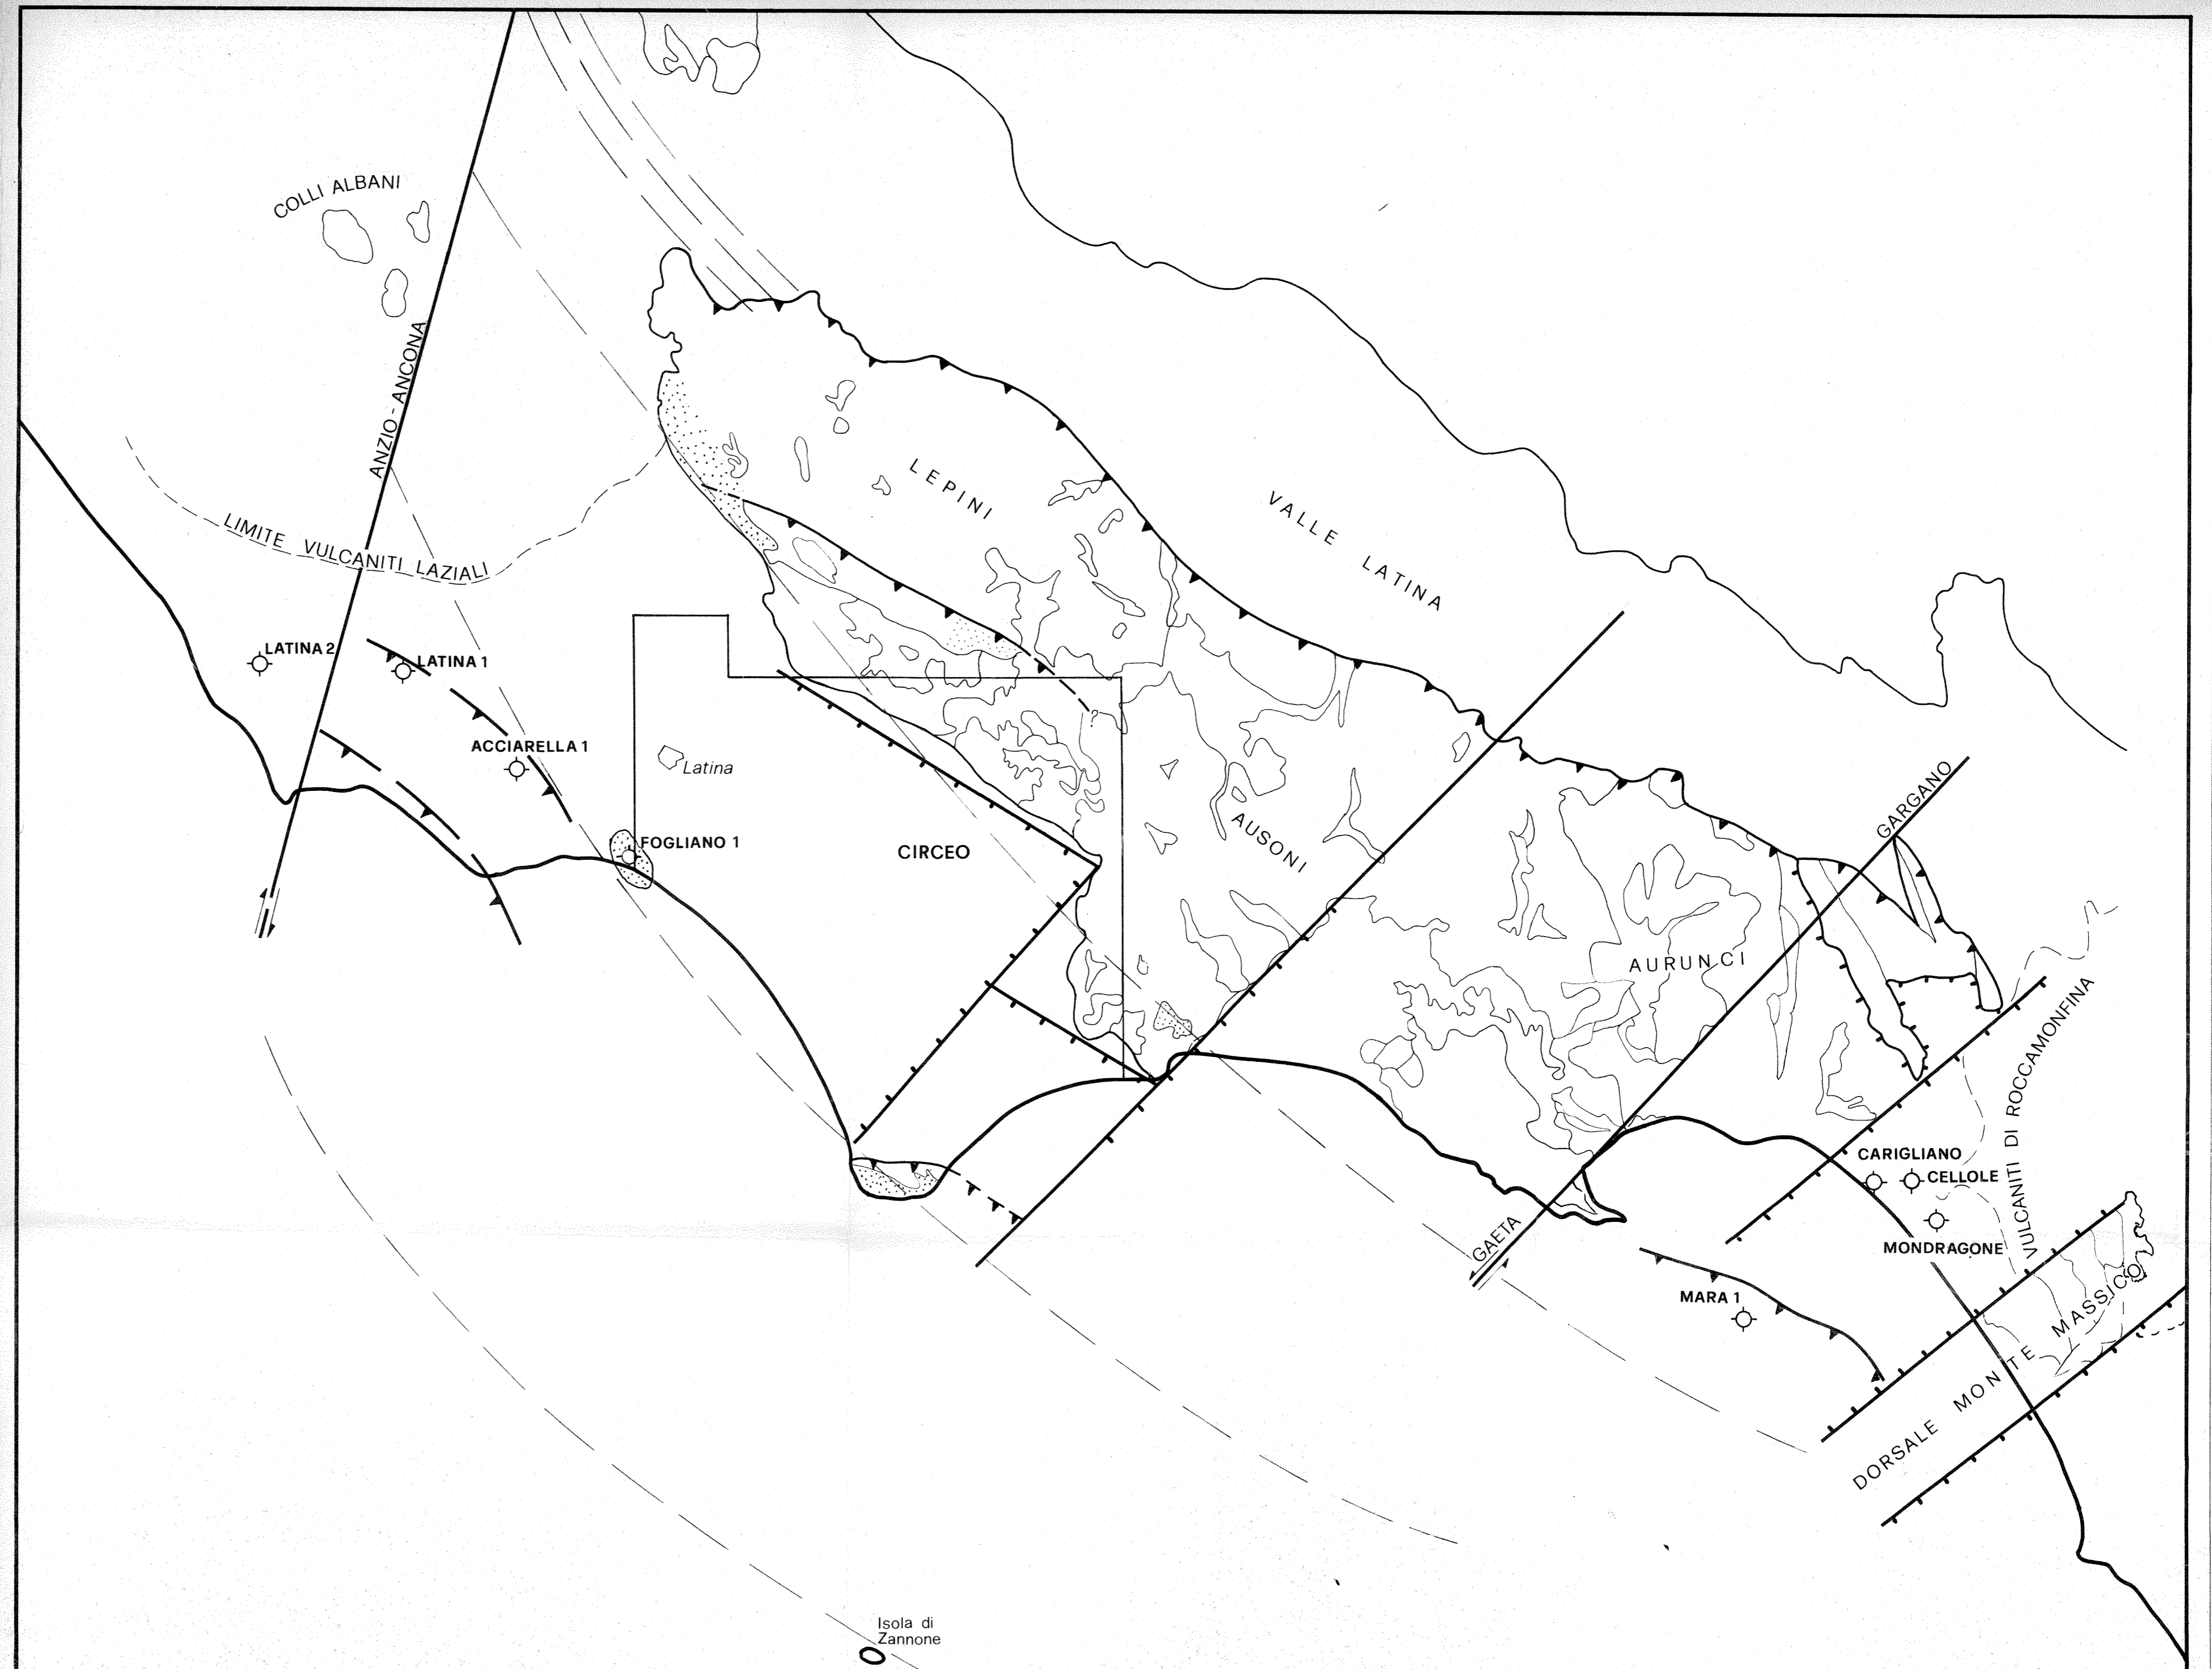 COLLI ALBANI
ANZIO - ANCONA
LIMITE VULCANITI LAZIALI
LEPINI
VALLE LATINA
LATINA 2
LATINA 1
ACCIARELLA 1
Latina
FOGLIANO 1
CIRCEO
AUSONI
GARGANO
AURUNCI
VULCANITI DI ROCCAMONFINA
CARIGLIANO
CELLOLE
MONDRAGONE
GAETA
MARA 1
DORSALE MONTE MASSICO
?
Isola di
Zannone